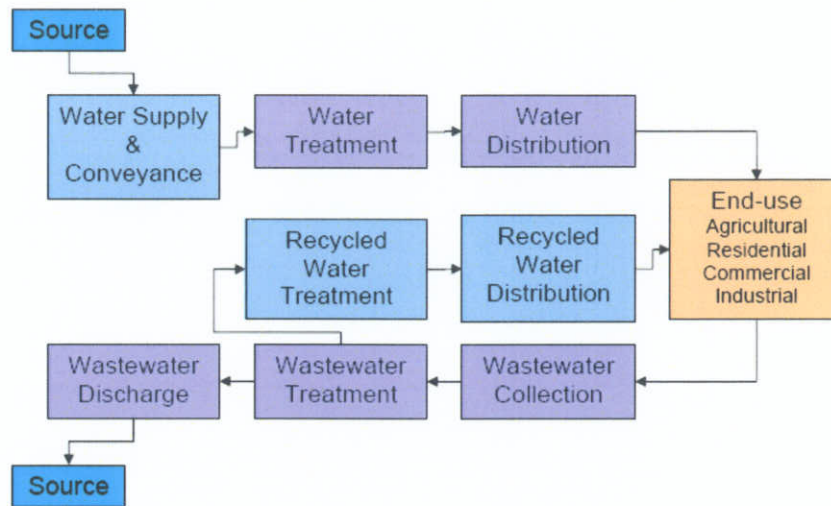 Source
Water Supply
&
Conveyance
Water
Treatment
Water
Distribution
End-use
Agricultural
Residential
Commercial
Industrial
Recycled
Water
Treatment
Recycled
Water
Distribution
Wastewater
Discharge
Wastewater
Treatment
Wastewater
Collection
Source